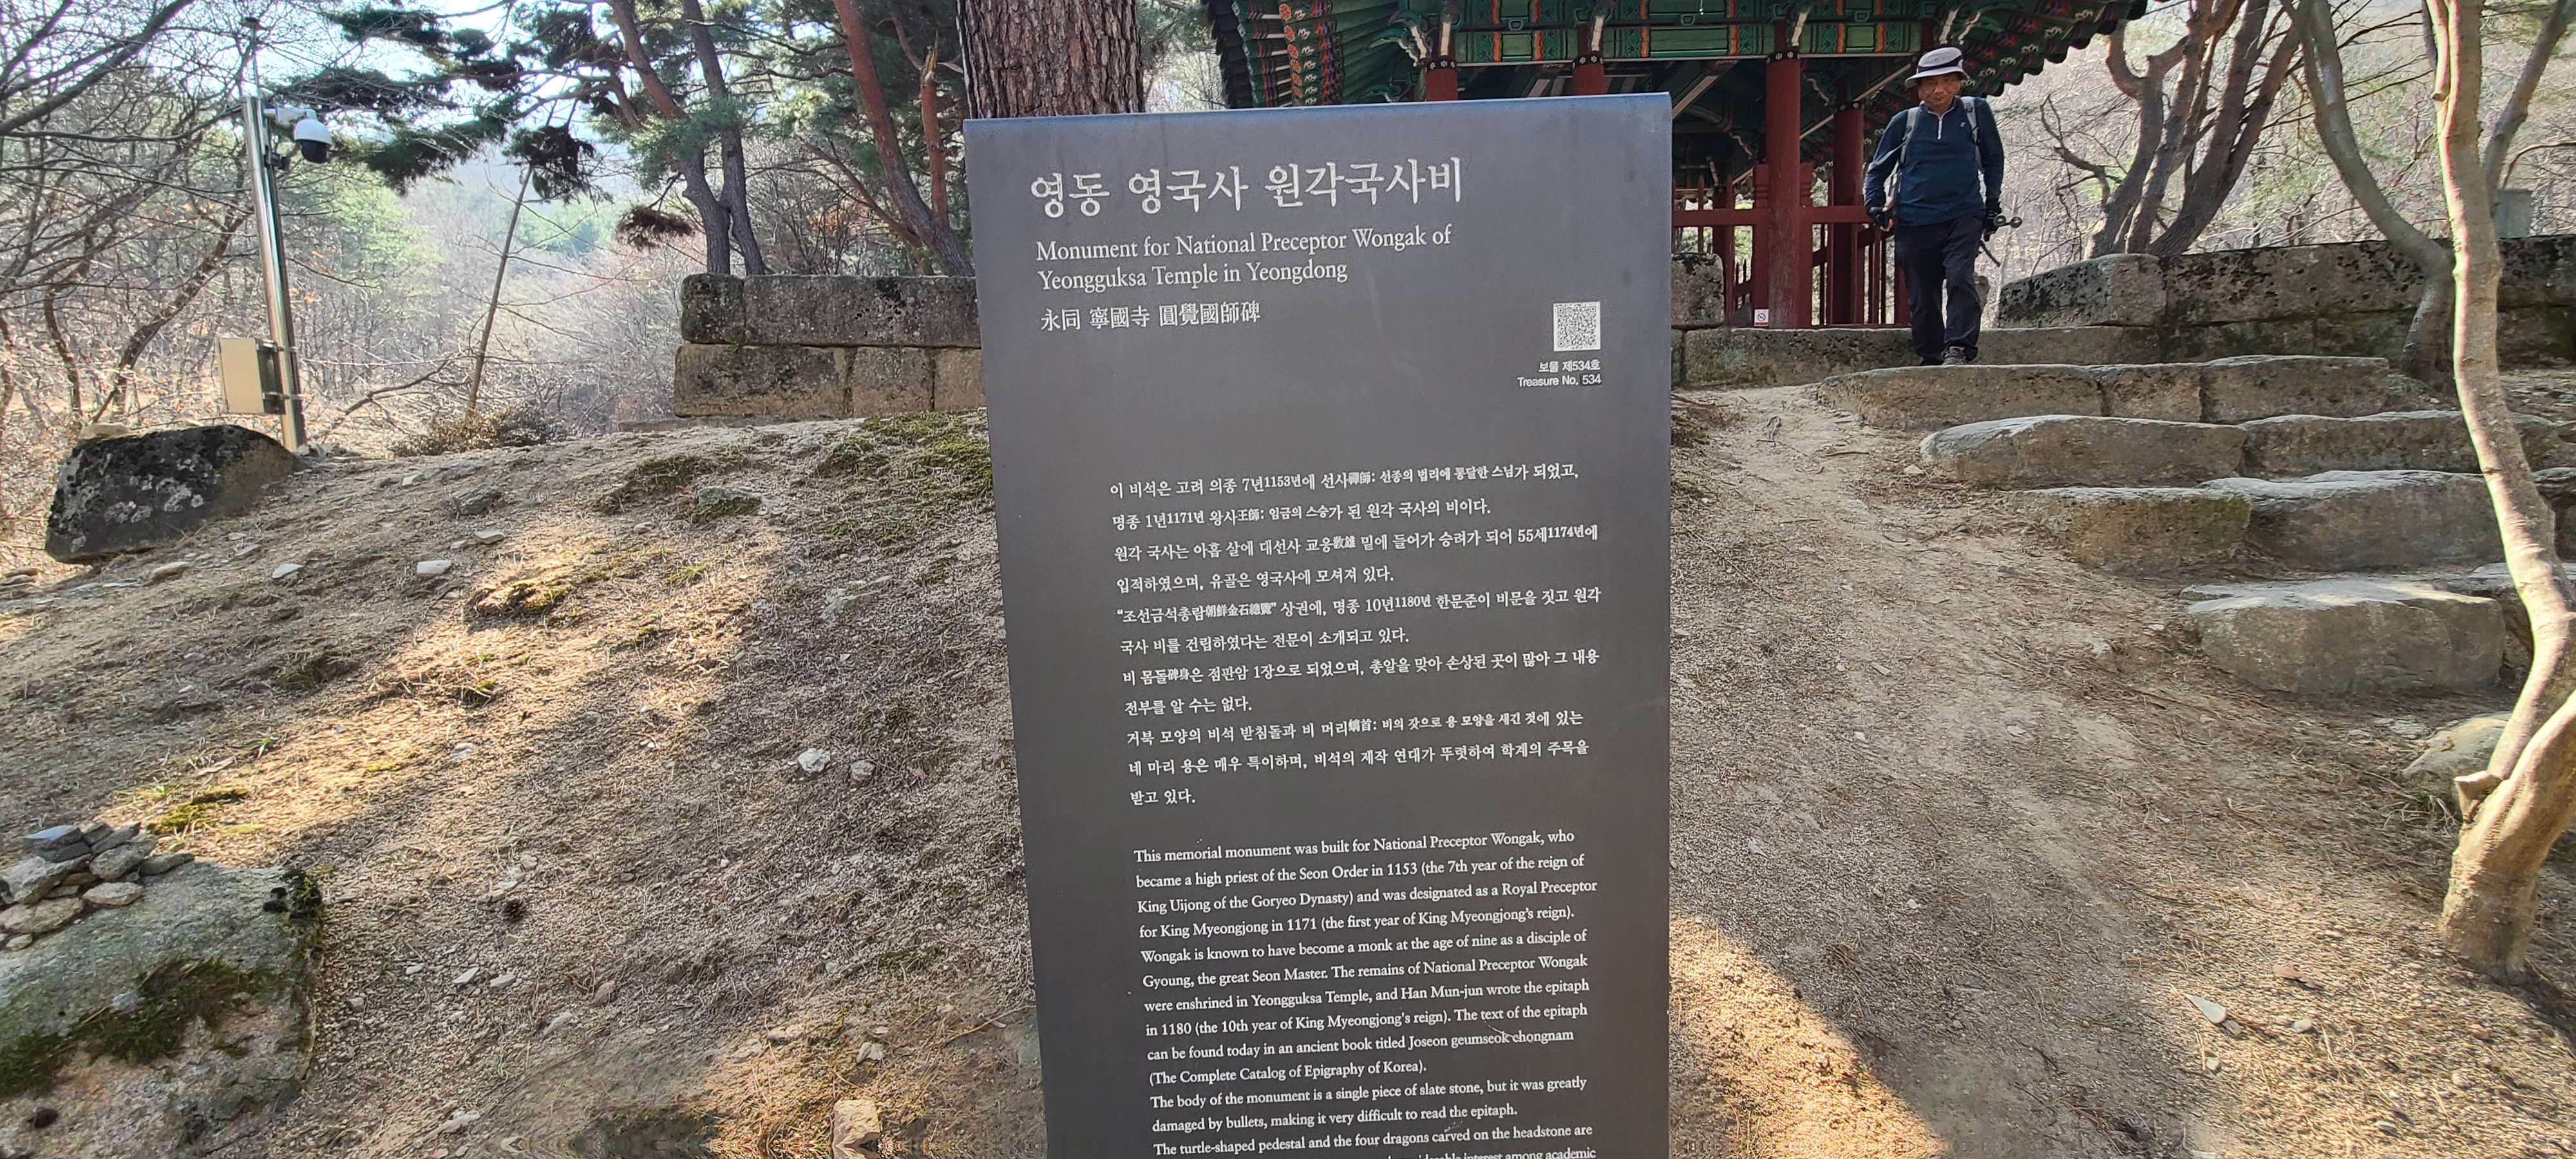 영동 영국사 원각국사비
Monument for National Preceptor Wongak of
Yeongguksa Temple in Yeongdong
永同 寧國寺 圓覺國師碑
보물 제534호
Treasure No. 534
이 비석은 고려 의종 7년1153년에 선사禪師: 선종의 법리에 통달한 스님가 되었고,
명종 1년1171년 왕사王師: 임금의 스승가 된 원각 국사의 비이다.
원각 국사는 아홉 살에 대선사 교웅敎雄 밑에 들어가 승려가 되어 55세1174년에
입적하였으며, 유골은 영국사에 모셔져 있다.
“조선금석총람朝鮮金石總覽” 상권에, 명종 10년1180년 한문준이 비문을 짓고 원각
국사 비를 건립하였다는 전문이 소개되고 있다.
비 몸돌碑身은 점판암 1장으로 되었으며, 총알을 맞아 손상된 곳이 많아 그 내용
전부를 알 수는 없다.
거북 모양의 비석 받침돌과 비 머리螭首: 비의 갓으로 용 모양을 새긴 것에 있는
네 마리 용은 매우 특이하며, 비석의 제작 연대가 뚜렷하여 학계의 주목을
받고 있다.
This memorial monument was built for National Preceptor Wongak, who
became a high priest of the Seon Order in 1153 (the 7th year of the reign of
King Uijong of the Goryeo Dynasty) and was designated as a Royal Preceptor
for King Myeongjong in 1171 (the first year of King Myeongjong's reign).
Wongak is known to have become a monk at the age of nine as a disciple of
Gyoung, the great Seon Master. The remains of National Preceptor Wongak
were enshrined in Yeongguksa Temple, and Han Mun-jun wrote the epitaph
in 1180 (the 10th year of King Myeongjong's reign). The text of the epitaph
can be found today in an ancient book titled Joseon geumseok chongnam
(The Complete Catalog of Epigraphy of Korea).
The body of the monument is a single piece of slate stone, but it was greatly
damaged by bullets, making it very difficult to read the epitaph.
The turtle-shaped pedestal and the four dragons carved on the headstone are
interest among academic